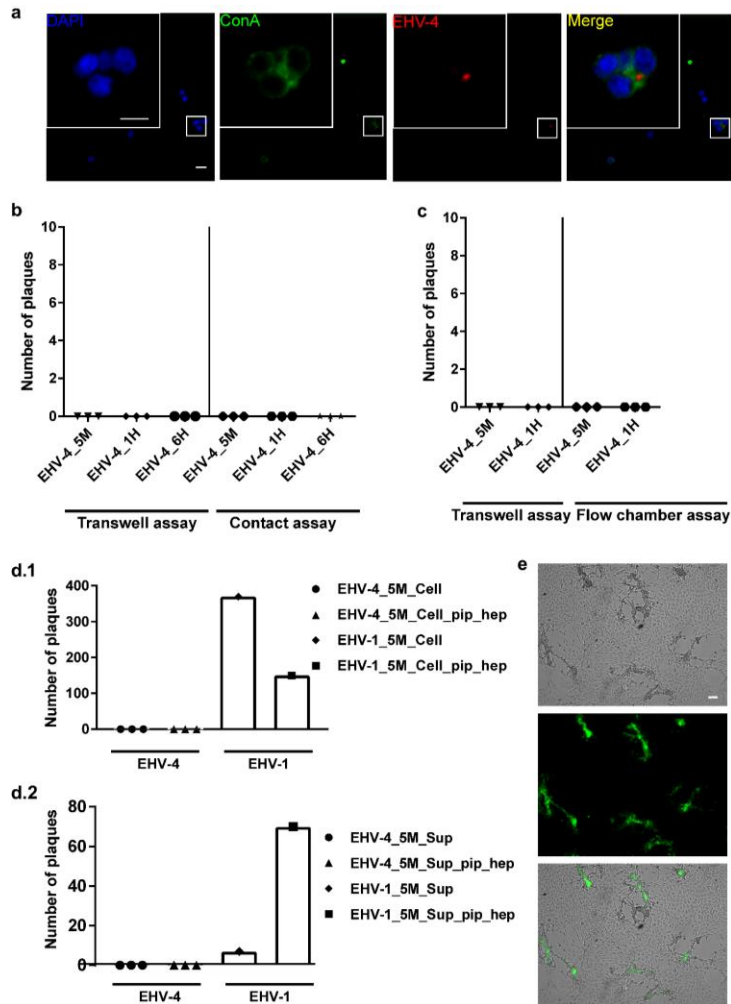 a
DAPI
ConA
EHV-4
Merge
b
Number of plaques
10
8
6
4
2
0
EHV-4_5M
EHV-4_1H
EHV-4_6H
EHV-4_5M
EHV-4_1H
EHV-4_6H
Transwell assay
Contact assay
c
Number of plaques
10
8
6
4
2
0
EHV-4_5M
EHV-4_1H
EHV-4_5M
EHV-4_1H
Transwell assay
Flow chamber assay
d.1
Number of plaques
400
300
200
100
0
EHV-4
EHV-1
EHV-4_5M_Cell
EHV-4_5M_Cell_pip_hep
EHV-1_5M_Cell
EHV-1_5M_Cell_pip_hep
d.2
Number of plaques
80
60
40
20
0
EHV-4
EHV-1
EHV-4_5M_Sup
EHV-4_5M_Sup_pip_hep
EHV-1_5M_Sup
EHV-1_5M_Sup_pip_hep
e